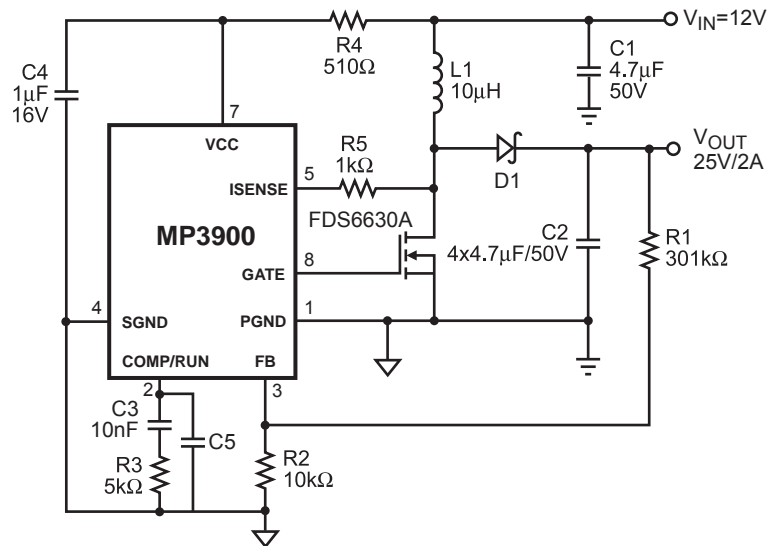 V_IN=12V
R4
510Ω
C1
4.7μF
50V
L1
10μH
C4
1μF
16V
7
VCC
V_OUT
25V/2A
R5
1kΩ
D1
5
ISENSE
MP3900
FDS6630A
C2
4x4.7μF/50V
R1
301kΩ
8
GATE
4
SGND
1
PGND
COMP/RUN
FB
2
3
C3
10nF
C5
R3
5kΩ
R2
10kΩ